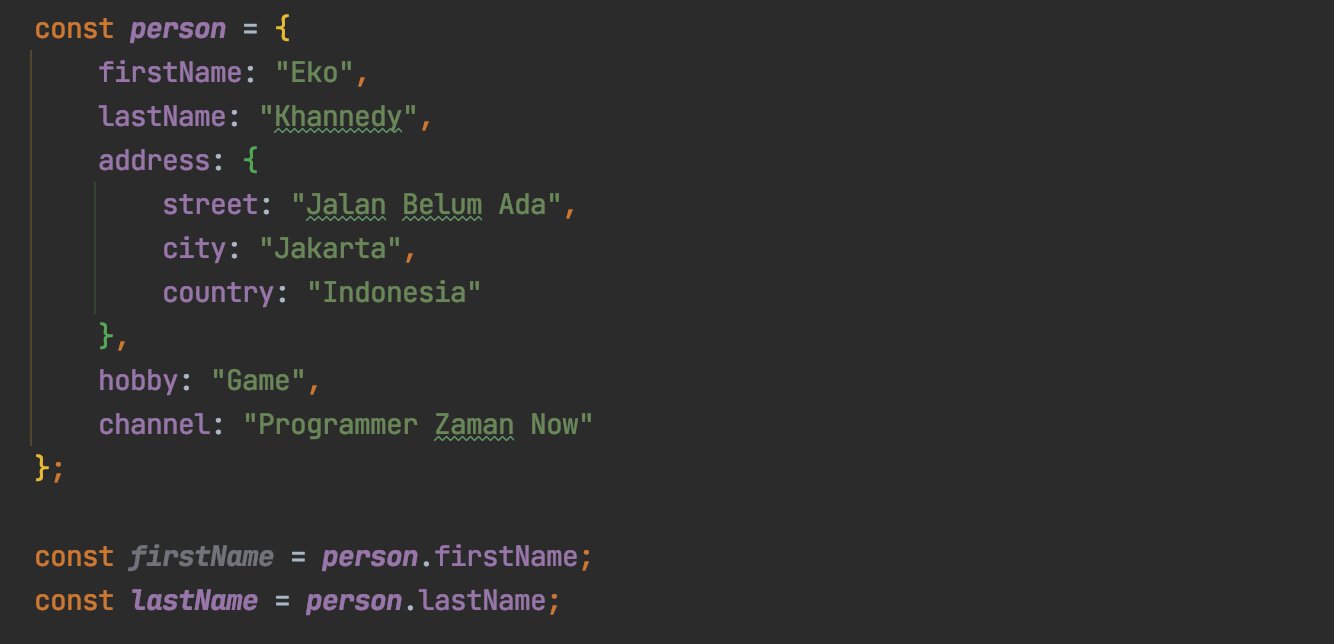 const person = {
    firstName: "Eko",
    lastName: "Khannedy",
    address: {
        street: "Jalan Belum Ada",
        city: "Jakarta",
        country: "Indonesia"
    },
    hobby: "Game",
    channel: "Programmer Zaman Now"
};

const firstName = person.firstName;
const lastName = person.lastName;